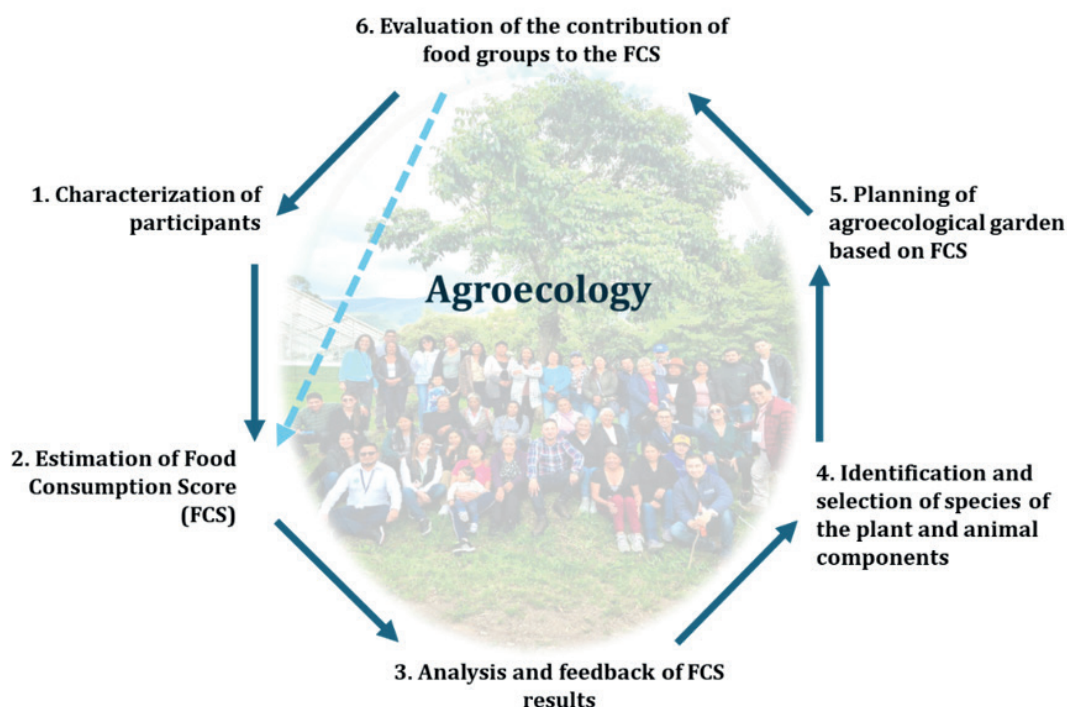 6. Evaluation of the contribution of
food groups to the FCS
1. Characterization of
participants
5. Planning of
agroecological garden
based on FCS
Agroecology
2. Estimation of Food
Consumption Score
(FCS)
4. Identification and
selection of species of
the plant and animal
components
3. Analysis and feedback of FCS
results